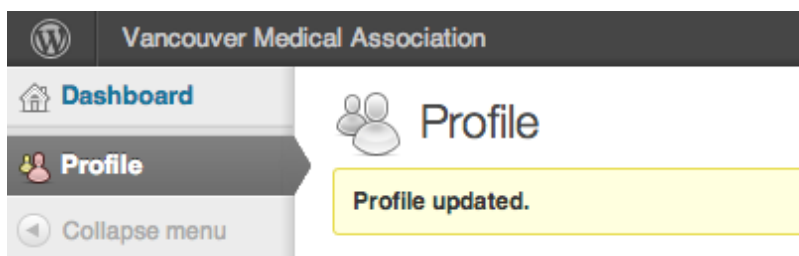 Vancouver Medical Association
Dashboard
Profile
Collapse menu
Profile
Profile updated.